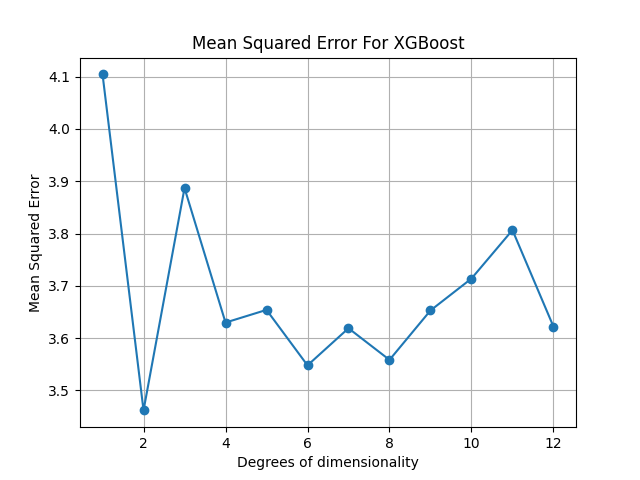 Mean Squared Error For XGBoost
4.1
4.0
3.9
3.8
3.7
3.6
3.5
Mean Squared Error
2 4 6 8 10 12
Degrees of dimensionality